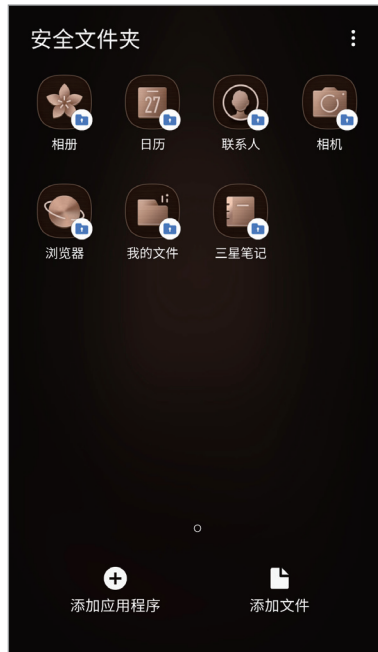 安全文件夹
27
相册 日历 联系人 相机
浏览器 我的文件 三星笔记
添加应用程序 添加文件